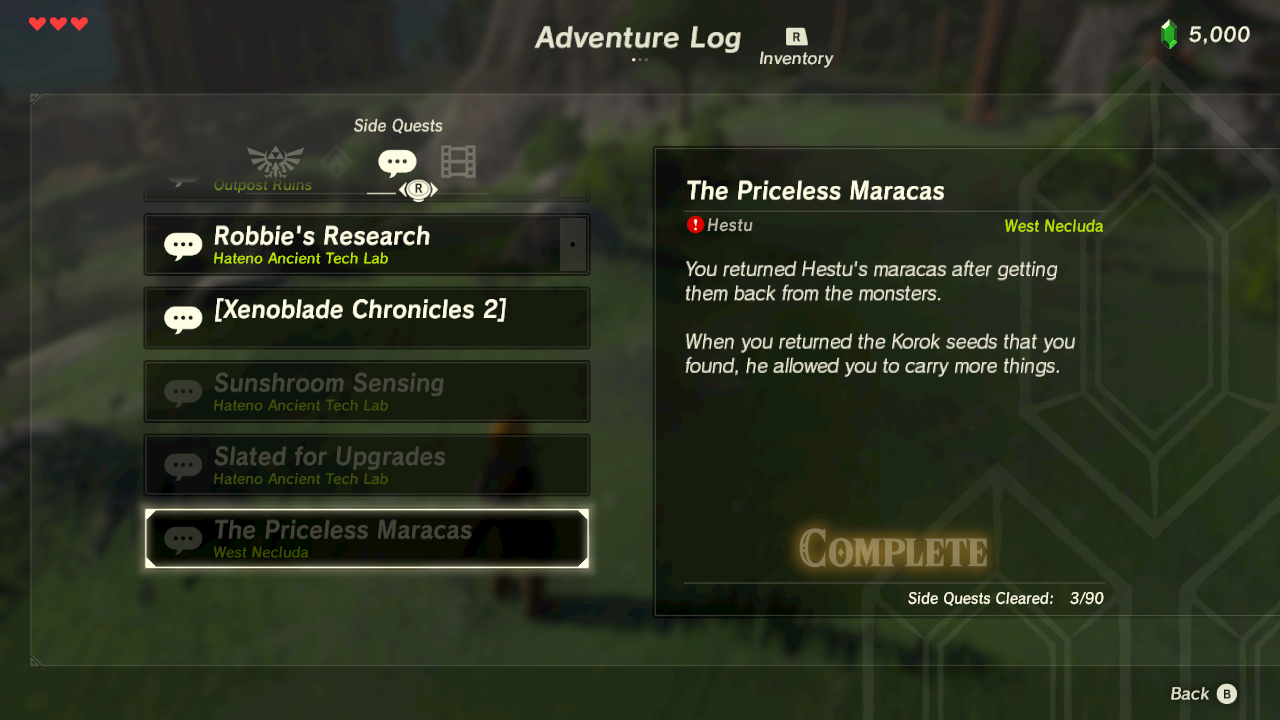 Adventure Log
R
Inventory
5,000
Side Quests
R
Outpost Ruins
Robbie's Research
Hateno Ancient Tech Lab
[Xenoblade Chronicles 2]
Sunshroom Sensing
Hateno Ancient Tech Lab
Slated for Upgrades
Hateno Ancient Tech Lab
The Priceless Maracas
West Necluda
The Priceless Maracas
Hestu
West Necluda
You returned Hestu's maracas after getting
them back from the monsters.
When you returned the Korok seeds that you
found, he allowed you to carry more things.
COMPLETE
Side Quests Cleared: 3/90
Back B